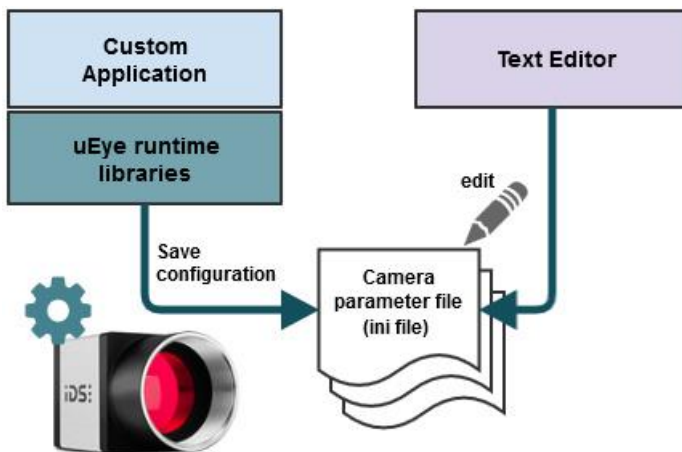 Custom
Application
Text Editor
uEye runtime
libraries
edit
Save
configuration
Camera
parameter file
(ini file)
iDS: